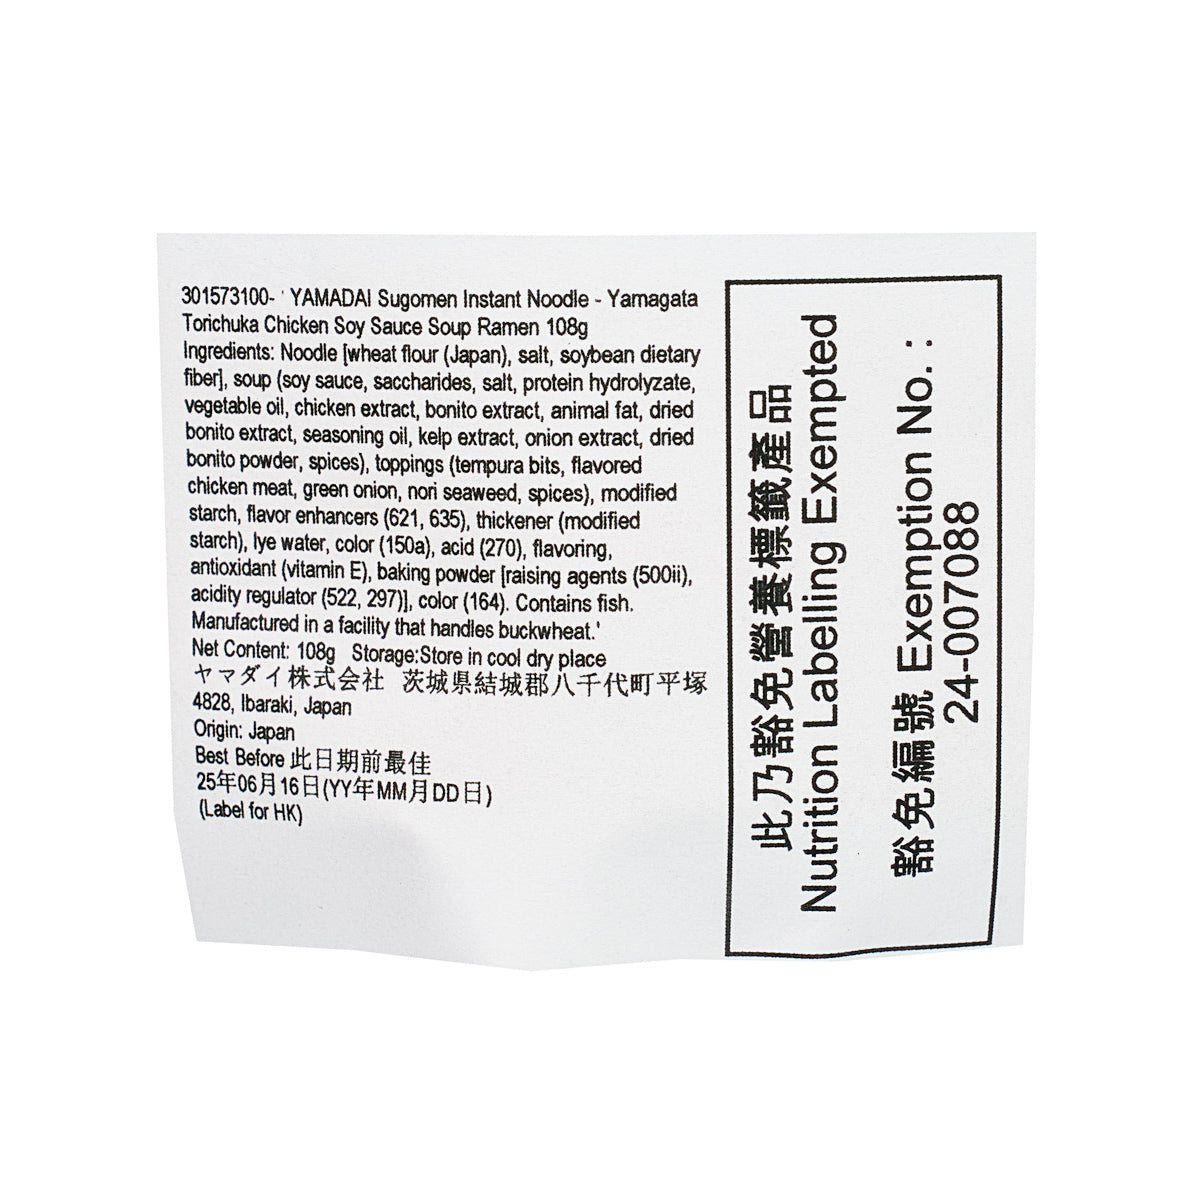 301573100- ' YAMADAI Sugomen Instant Noodle - Yamagata
Torichuka Chicken Soy Sauce Soup Ramen 108g
Ingredients: Noodle [wheat flour (Japan), salt, soybean dietary
fiber], soup (soy sauce, saccharides, salt, protein hydrolyzate,
vegetable oil, chicken extract, bonito extract, animal fat, dried
bonito extract, seasoning oil, kelp extract, onion extract, dried
bonito powder, spices), toppings (tempura bits, flavored
chicken meat, green onion, nori seaweed, spices), modified
starch, flavor enhancers (621, 635), thickener (modified
starch), lye water, color (150a), acid (270), flavoring,
antioxidant (vitamin E), baking powder [raising agents (500ii),
acidity regulator (522, 297)], color (164). Contains fish.
Manufactured in a facility that handles buckwheat.'
Net Content: 108g Storage:Store in cool dry place
ヤマダイ株式会社 茨城県結城郡八千代町平塚
4828, Ibaraki, Japan
Origin: Japan
Best Before 此日期前最佳
25年06月16日(YY年MM月DD日)
(Label for HK)
此乃豁免營養標籤產品
Nutrition Labelling Exempted
豁免編號 Exemption No. :
24-007088